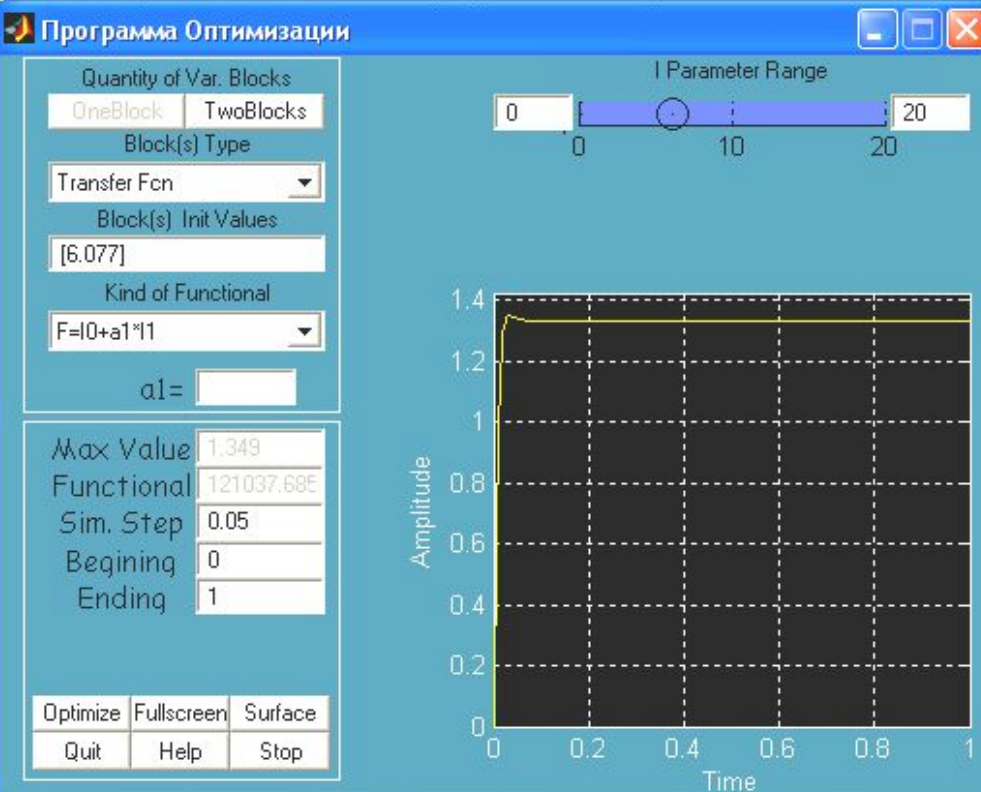 Программа Оптимизации
Quantity of Var. Blocks
OneBlock TwoBlocks
Block(s) Type
Transfer Fcn
Block(s) Init Values
[6.077]
Kind of Functional
F=I0+a1*I1
a1=
Max Value 1.349
Functional 121037.685
Sim. Step 0.05
Begining 0
Ending 1
Optimize Fullscreen Surface
Quit Help Stop
I Parameter Range
0 20
0 10 20
1.4
1.2
1
0.8
0.6
0.4
0.2
0
Amplitude
0 0.2 0.4 0.6 0.8 1
Time